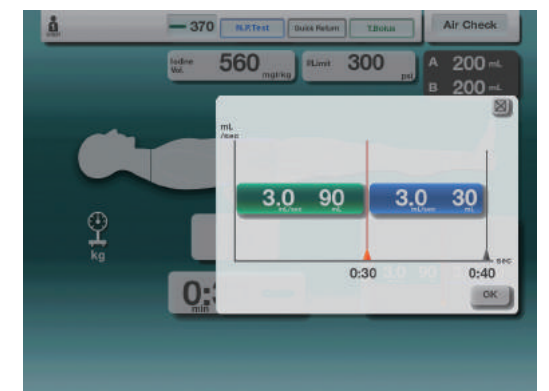 370 N.P.Test Quick Return T.Bolus Air Check
Iodine Vol. 560 mgI/kg P.Limit 300 psi A 200 mL
B 200 mL
mL
/sec
3.0 mL/sec 90 mL 3.0 mL/sec 30 mL
sec
0:30 0:40
kg
OK
0:
min